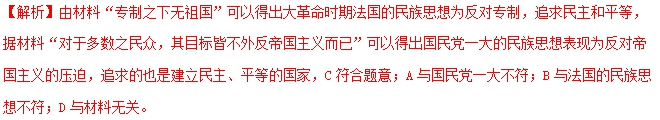 【解析】由材料“专制之下无祖国”可以得出大革命时期法国的民族思想为反对专制，追求民主和平等，
据材料“对于多数之民众，其目标皆不外反帝国主义而已”可以得出国民党一大的民族思想表现为反对帝
国主义的压迫，追求的也是建立民主、平等的国家，C 符合题意；A 与国民党一大不符；B 与法国的民族思
想不符；D 与材料无关。